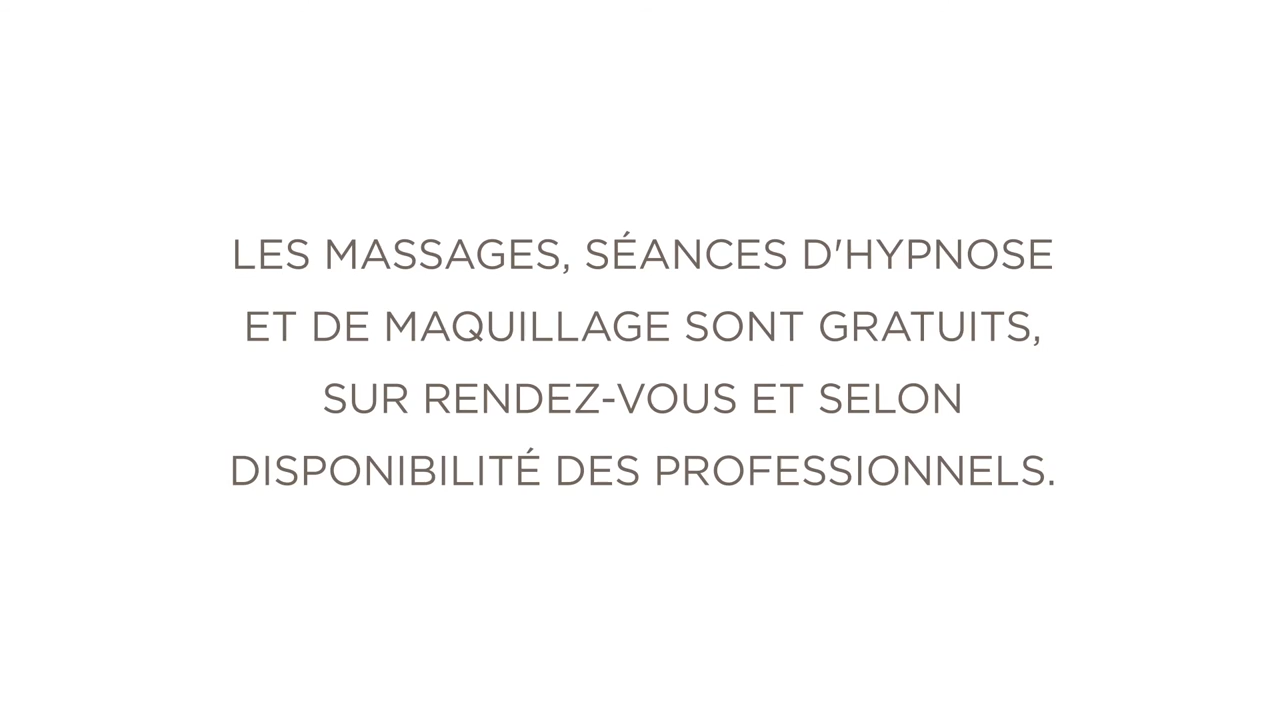 LES MASSAGES, SÉANCES D'HYPNOSE
ET DE MAQUILLAGE SONT GRATUITS,
SUR RENDEZ-VOUS ET SELON
DISPONIBILITÉ DES PROFESSIONNELS.